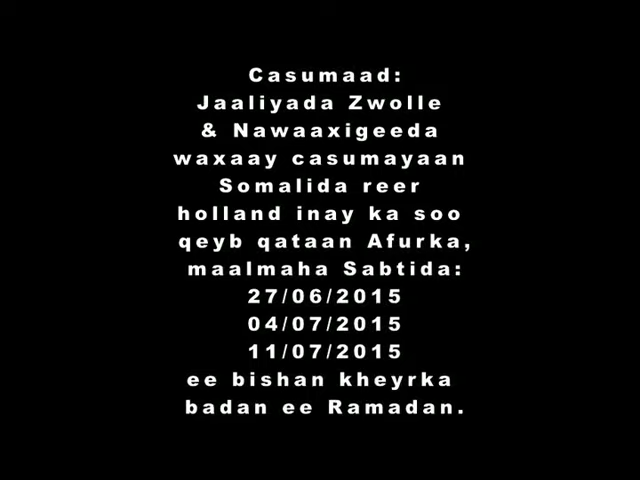 Casumaad:
Jaaliyada Zwolle
& Nawaaxigeeda
waxaay casumayaan
Somalida reer
holland inay ka soo
qeyb qataan Afurka,
maalmaha Sabtida:
27/06/2015
04/07/2015
11/07/2015
ee bishan kheyrka
badan ee Ramadan.